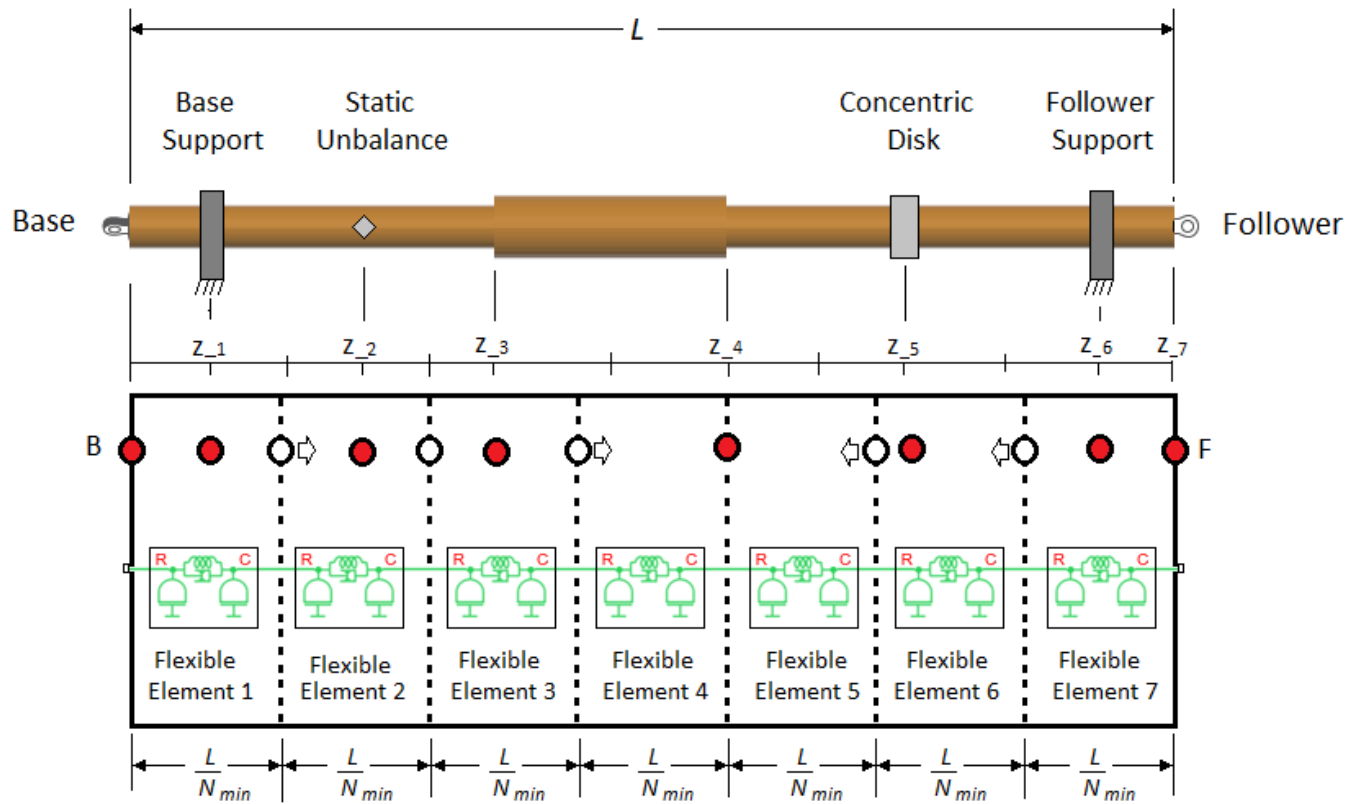 L
Base
Support
Static
Unbalance
Concentric
Disk
Follower
Support
Base
Follower
z_1
z_2
z_3
z_4
z_5
z_6
z_7
B
F
R C
R C
R C
R C
R C
R C
R C
Flexible
Element 1
Flexible
Element 2
Flexible
Element 3
Flexible
Element 4
Flexible
Element 5
Flexible
Element 6
Flexible
Element 7
L
N min
L
N min
L
N min
L
N min
L
N min
L
N min
L
N min